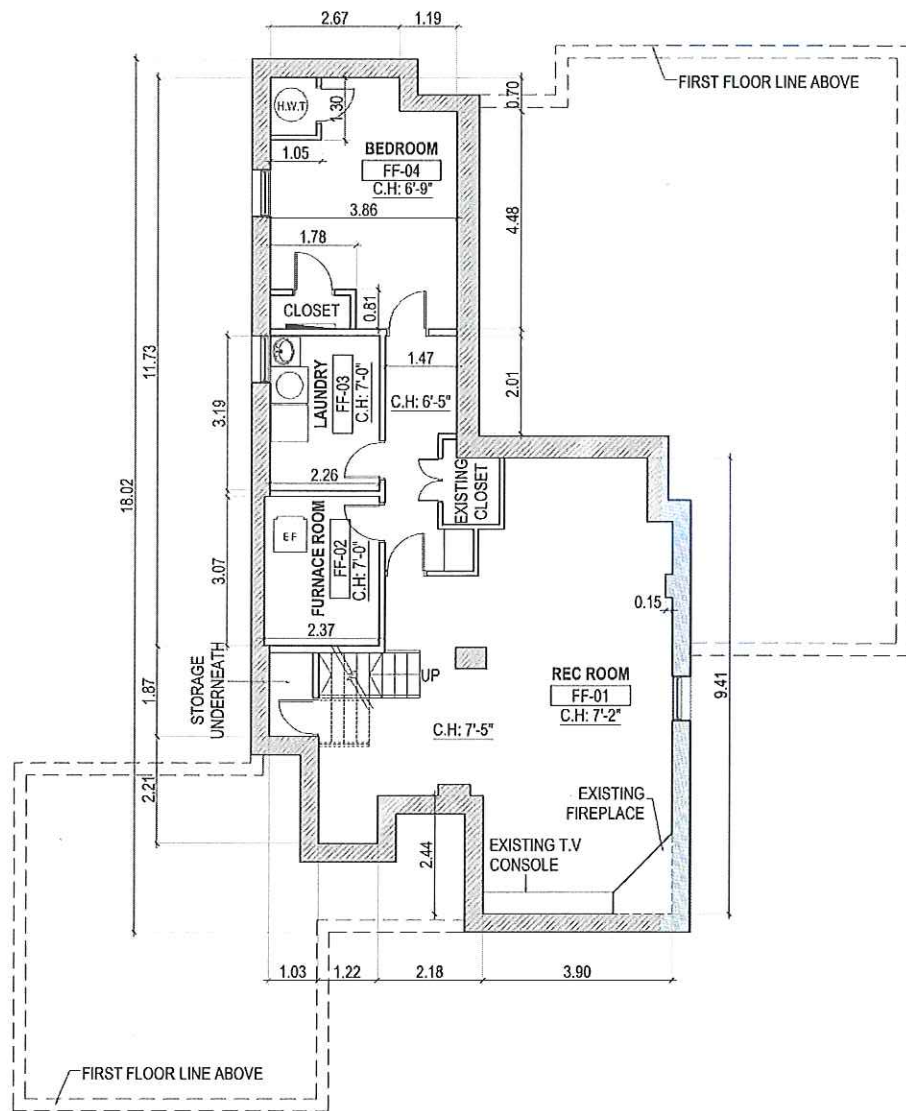 2.67
1.19
FIRST FLOOR LINE ABOVE
H.W.T
1.30
0.70
1.05
BEDROOM
FF-04
C.H: 6'-9"
3.86
4.48
1.78
CLOSET
0.81
11.73
18.02
3.19
LAUNDRY
FF-03
C.H: 7'-0"
1.47
C.H: 6'-5"
2.01
2.26
EXISTING
CLOSET
EF
FURNACE ROOM
FF-02
C.H: 7'-0"
3.07
2.37
0.15
9.41
STORAGE
UNDERNEATH
1.87
UP
REC ROOM
FF-01
C.H: 7'-2"
C.H: 7'-5"
2.21
EXISTING
FIREPLACE
EXISTING T.V
CONSOLE
2.44
1.03
1.22
2.18
3.90
FIRST FLOOR LINE ABOVE